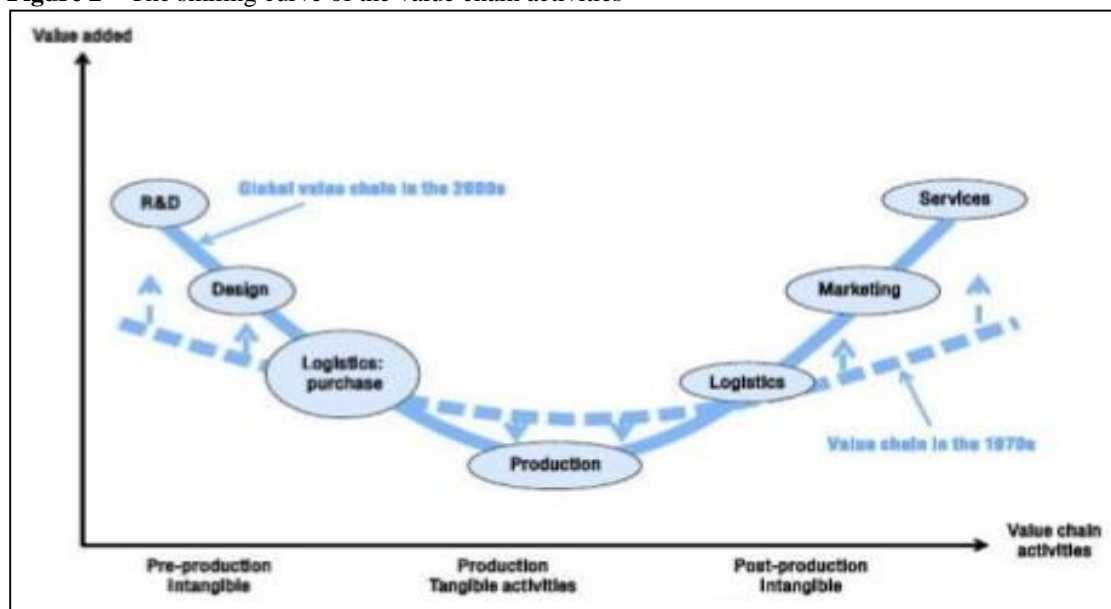 Figure 2    The smiling curve of the value chain activities
Value added
Global value chain in the 2000s
R&D
Services
Design
Marketing
Logistics:
purchase
Logistics
Production
Value chain in the 1970s
Value chain
activities
Pre-production
Intangible
Production
Tangible activities
Post-production
Intangible